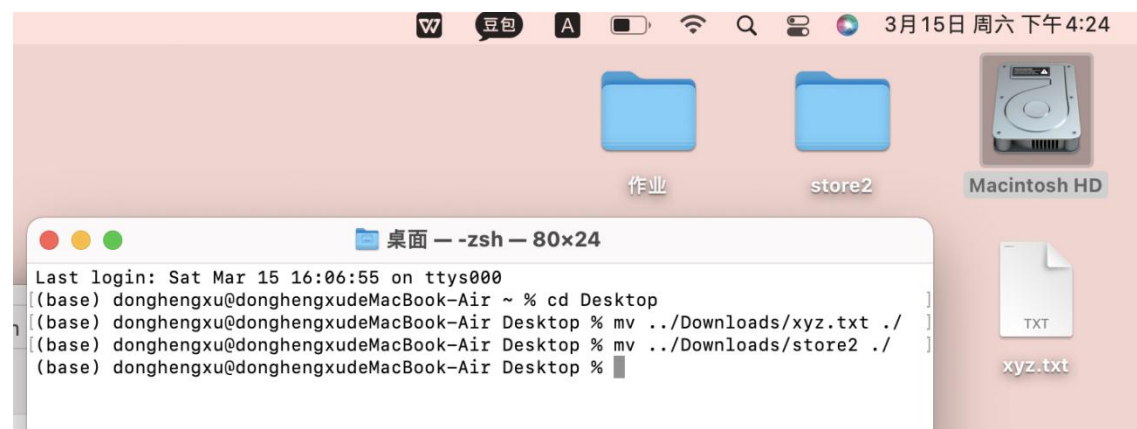 豆包 A 3月15日 周六 下午4:24
作业 store2 Macintosh HD
桌面 — -zsh — 80×24
Last login: Sat Mar 15 16:06:55 on ttys000
[(base) donghengxu@donghengxudeMacBook-Air ~ % cd Desktop ]
[(base) donghengxu@donghengxudeMacBook-Air Desktop % mv ../Downloads/xyz.txt ./ ]
[(base) donghengxu@donghengxudeMacBook-Air Desktop % mv ../Downloads/store2 ./ ]
(base) donghengxu@donghengxudeMacBook-Air Desktop %
TXT
xyz.txt